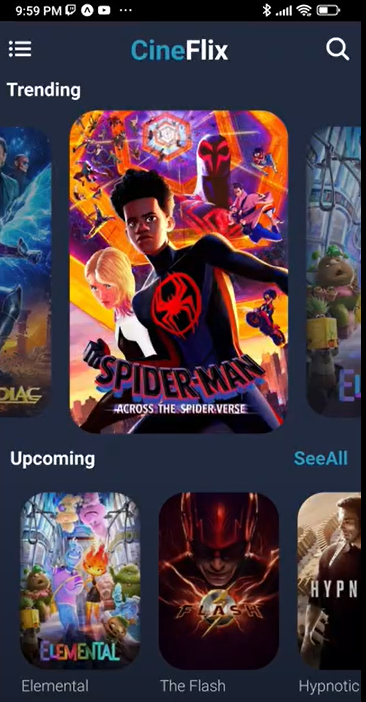 9:59 PM
CineFlix
Trending
DIAC
SPIDER-MAN
ACROSS THE SPIDER-VERSE
EL
Upcoming
SeeAll
ELEMENTAL
FLASH
HYPN
Elemental
The Flash
Hypnotic